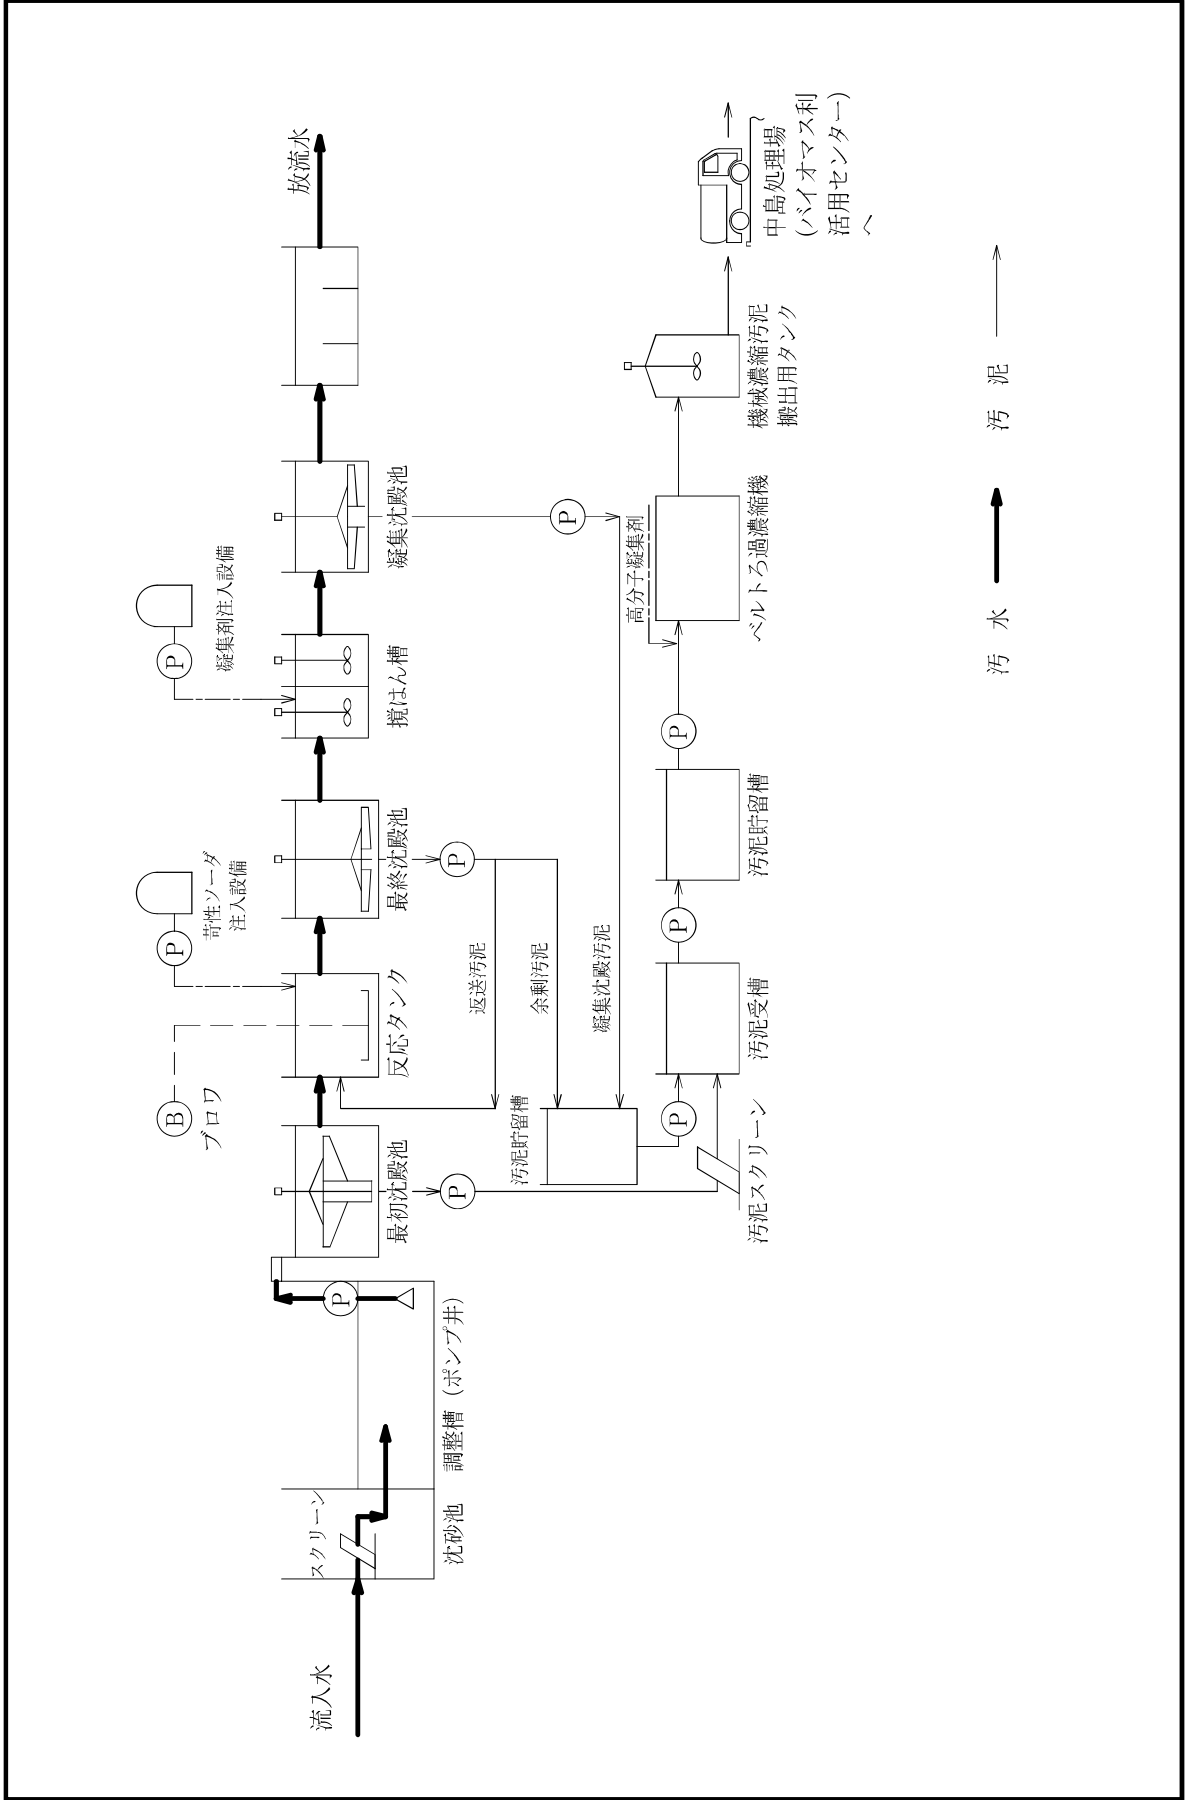 流入水
スクリーン
沈砂池
調整槽（ポンプ井）
P
最初沈殿池
P
B
ブロワ
反応タンク
P
苛性ソーダ
注入設備
最終沈殿池
P
撹はん槽
P
凝集剤注入設備
凝集沈殿池
P
放流水
返送汚泥
余剰汚泥
凝集沈殿汚泥
汚泥貯留槽
P
汚泥スクリーン
汚泥受槽
P
汚泥貯留槽
P
高分子凝集剤
ベルトろ過濃縮機
機械濃縮汚泥
搬出用タンク
中島処理場
(バイオマス利
活用センター)
へ
汚　水
汚　泥